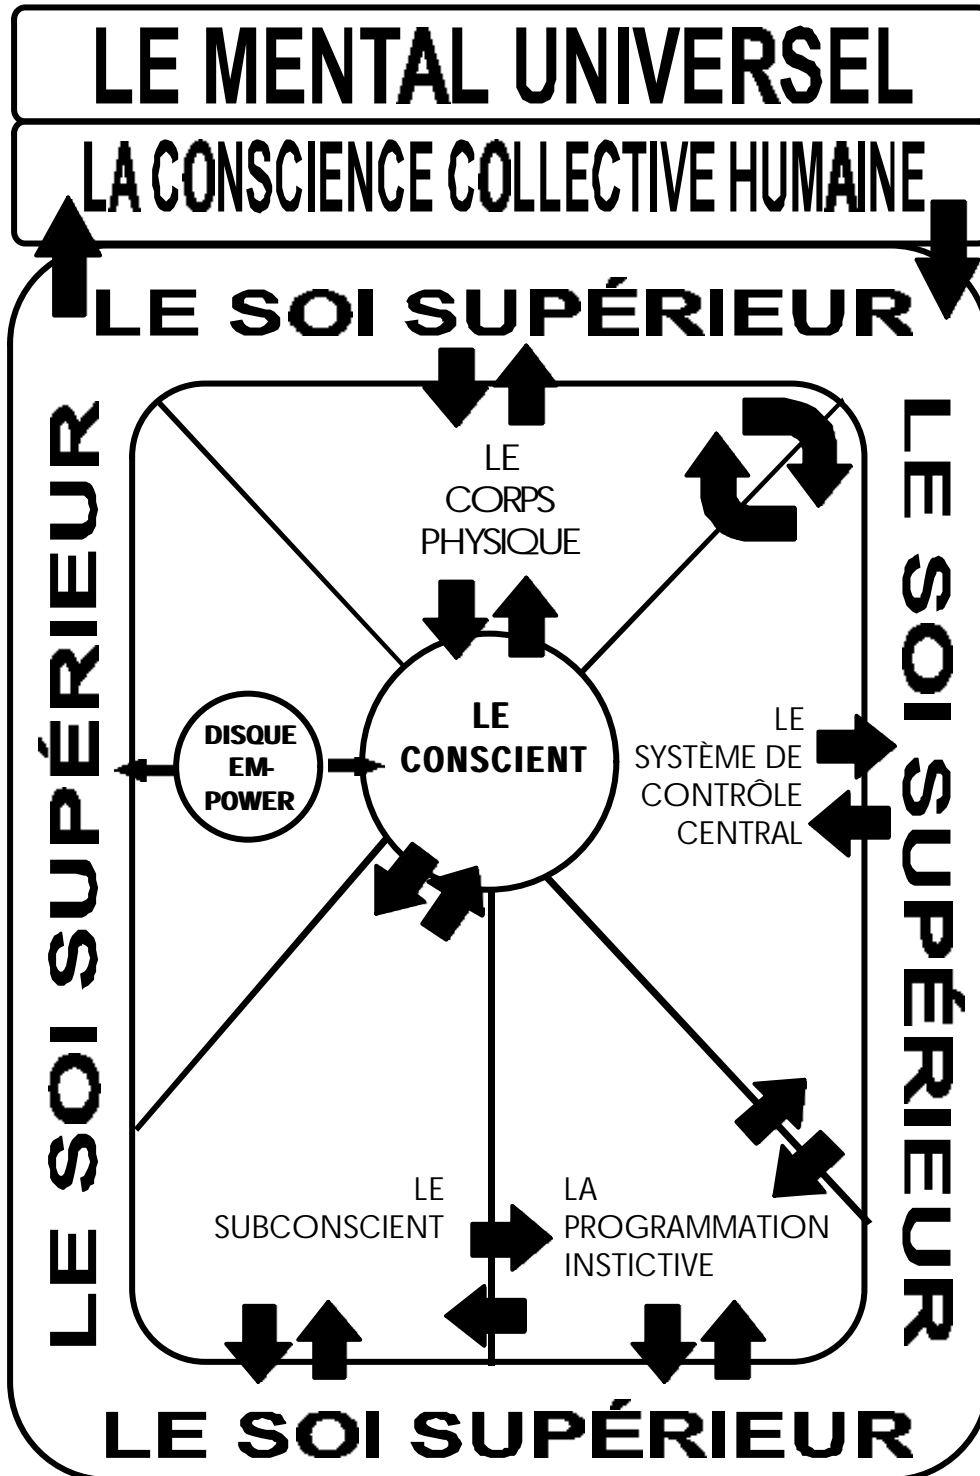 LE MENTAL UNIVERSEL
LA CONSCIENCE COLLECTIVE HUMAINE
LE SOI SUPÉRIEUR
LE SOI SUPÉRIEUR
LE SOI SUPÉRIEUR
LE
CORPS
PHYSIQUE
DISQUE
EM-
POWER
LE
CONSCIENT
LE
SYSTÈME DE
CONTRÔLE
CENTRAL
LE
SUBCONSCIENT
LA
PROGRAMMATION
INSTICTIVE
LE SOI SUPÉRIEUR